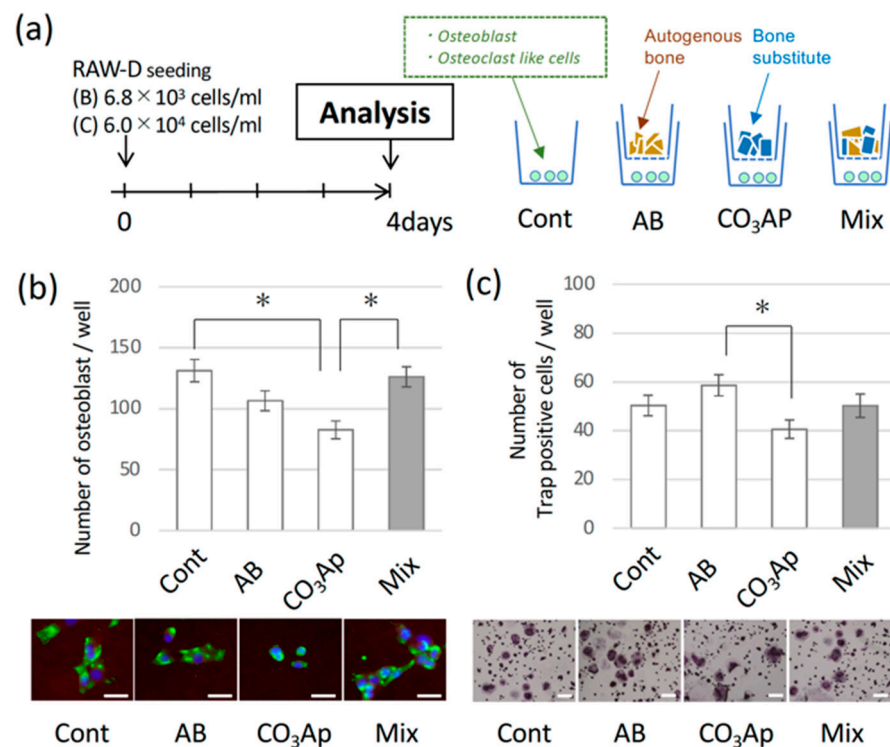 (a)
RAW-D seeding
(B) 6.8 × 10³ cells/ml
(C) 6.0 × 10⁴ cells/ml
Analysis
0
4days
・Osteoblast
・Osteoclast like cells
Autogenous
bone
Bone
substitute
Cont
AB
CO₃AP
Mix
(b)
Number of osteoblast / well
200
150
100
50
0
*
*
Cont
AB
CO₃Ap
Mix
Cont
AB
CO₃Ap
Mix
(c)
Number of
Trap positive cells / well
100
80
60
40
20
0
*
Cont
AB
CO₃Ap
Mix
Cont
AB
CO₃Ap
Mix